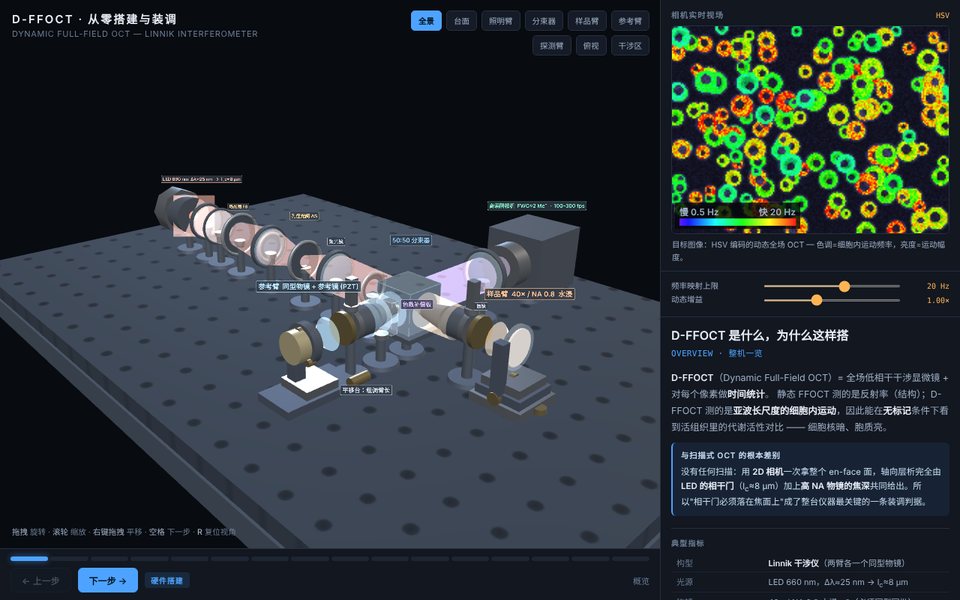 D-FFOCT · 从零搭建与装调
DYNAMIC FULL-FIELD OCT — LINNIK INTERFEROMETER
全景
台面
照明臂
分束器
样品臂
参考臂
探测臂
俯视
干涉区
50:50 分束器
参考臂 同型物镜 + 参考镜 (PZT)
色散补偿板
样品臂 40× / NA 0.8 水浸
平移台: 粗调臂长
拖拽 旋转 · 滚轮 缩放 · 右键拖拽 平移 · 空格 下一步 · R 复位视角
← 上一步
下一步 →
硬件搭建
概览
相机实时视场
HSV
慢 0.5 Hz
快 20 Hz
目标图像: HSV 编码的动态全场 OCT — 色调=细胞内运动频率，亮度=运动幅
度。
频率映射上限
20 Hz
动态增益
1.00×
D-FFOCT 是什么，为什么这样搭
OVERVIEW · 整机一览
D-FFOCT（Dynamic Full-Field OCT）= 全场低相干干涉显微镜 +
对每个像素做时间统计。 静态 FFOCT 测的是反射率（结构）；D-
FFOCT 测的是亚波长尺度的细胞内运动，因此能在无标记条件下看
到活组织里的代谢活性对比 —— 细胞核暗、胞质亮。
与扫描式 OCT 的根本差别
没有任何扫描：用 2D 相机一次拿整个 en-face 面，轴向层析完全由
LED 的相干门（lc≈8 μm）加上高 NA 物镜的焦深共同给出。所
以"相干门必须落在焦面上"成了整台仪器最关键的一条装调判据。
典型指标
构型
Linnik 干涉仪（两臂各一个同型物镜）
光源
LED 660 nm，Δλ≈25 nm → lc≈8 μm